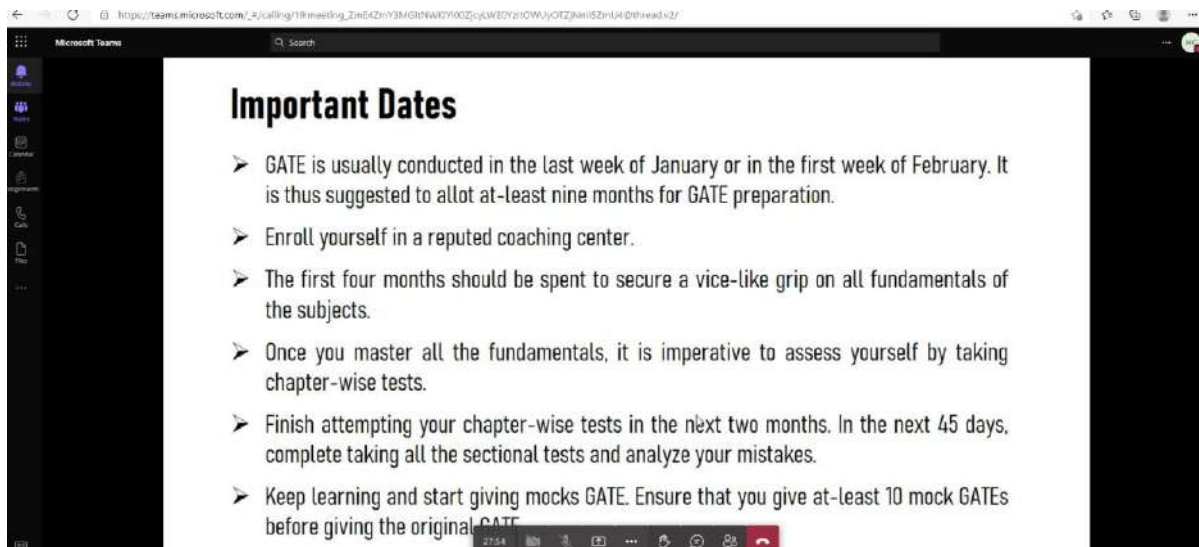 Microsoft Teams
Search
Activity
Teams
Calendar
Calls
Files
Important Dates
➤ GATE is usually conducted in the last week of January or in the first week of February. It
is thus suggested to allot at-least nine months for GATE preparation.
➤ Enroll yourself in a reputed coaching center.
➤ The first four months should be spent to secure a vice-like grip on all fundamentals of
the subjects.
➤ Once you master all the fundamentals, it is imperative to assess yourself by taking
chapter-wise tests.
➤ Finish attempting your chapter-wise tests in the next two months. In the next 45 days,
complete taking all the sectional tests and analyze your mistakes.
➤ Keep learning and start giving mocks GATE. Ensure that you give at-least 10 mock GATEs
before giving the original GATE
27:54